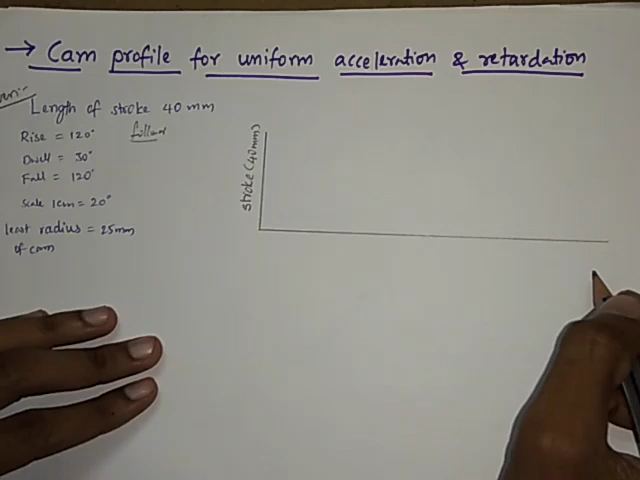 → Cam profile for uniform acceleration & retardation
Length of stroke 40 mm
Rise = 120°
Dwell = 30°
Fall = 120°
Scale 1cm = 20°
least radius = 25mm
of cam
stroke (40mm)